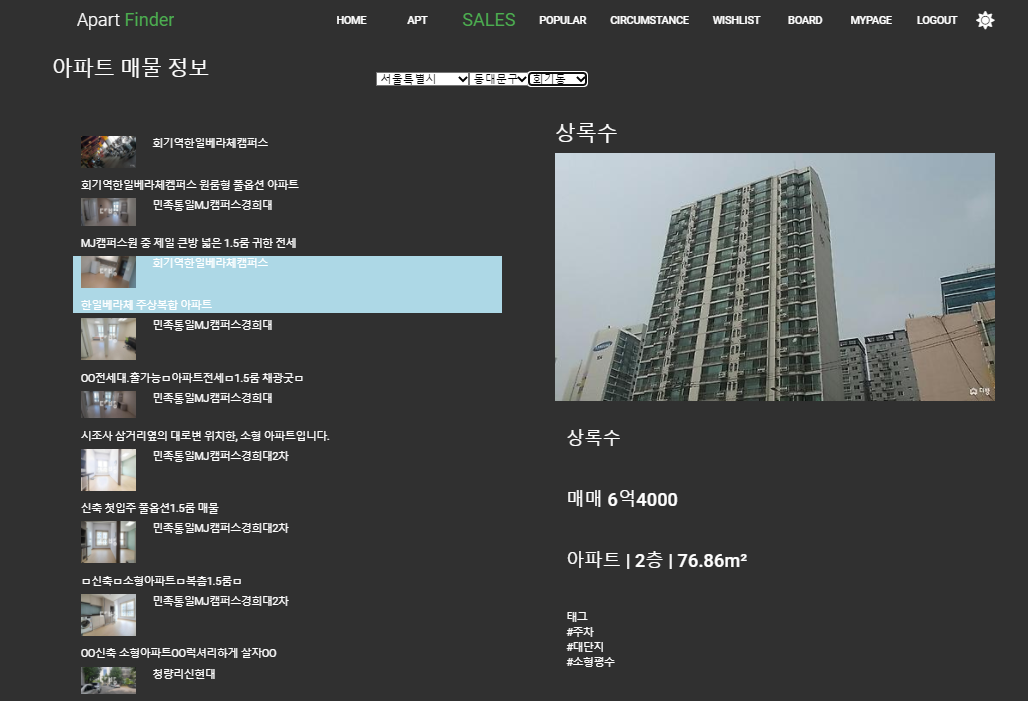 Apart Finder
HOME APT SALES POPULAR CIRCUMSTANCE WISHLIST BOARD MYPAGE LOGOUT
아파트 매물 정보
서울특별시 동대문구 회기동
회기역한일베라체캠퍼스
회기역한일베라체캠퍼스 원룸형 풀옵션 아파트
민족통일MJ캠퍼스경희대
MJ캠퍼스원 중 제일 큰방 넓은 1.5룸 귀한 전세
회기역한일베라체캠퍼스
한일베라체 주상복합 아파트
민족통일MJ캠퍼스경희대
OO전세대.출가능ㅁ아파트전세ㅁ1.5룸 채광굿ㅁ
민족통일MJ캠퍼스경희대
시조사 삼거리옆의 대로변 위치한, 소형 아파트입니다.
민족통일MJ캠퍼스경희대2차
신축 첫입주 풀옵션1.5룸 매물
민족통일MJ캠퍼스경희대2차
ㅁ신축ㅁ소형아파트ㅁ복층1.5룸ㅁ
민족통일MJ캠퍼스경희대2차
OO신축 소형아파트OO럭셔리하게 살자OO
청량리신현대
상록수
SAMSUNG
다방
상록수
매매 6억4000
아파트 | 2층 | 76.86m²
태그
#주차
#대단지
#소형평수